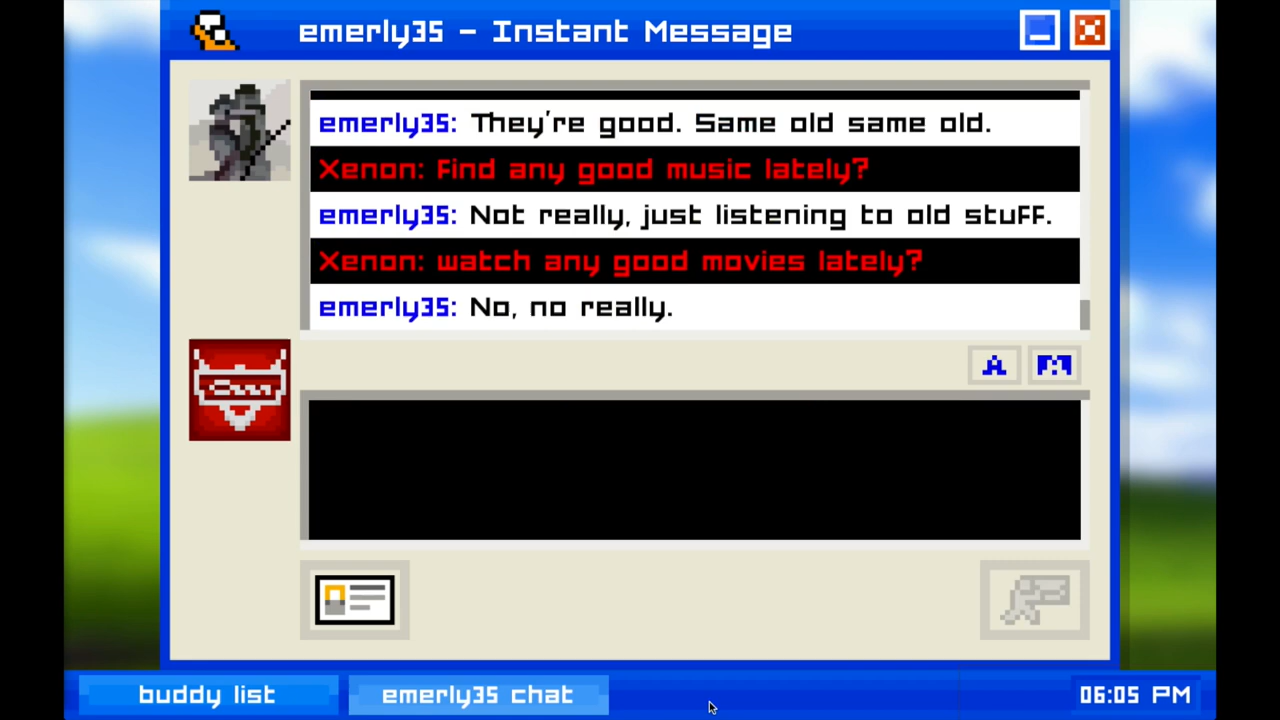 emerly35 - Instant Message
emerly35: They're good. Same old same old.
Xenon: Find any good music lately?
emerly35: Not really, just listening to old stuff.
Xenon: watch any good movies lately?
emerly35: No, no really.
A
buddy list
emerly35 chat
06:05 PM